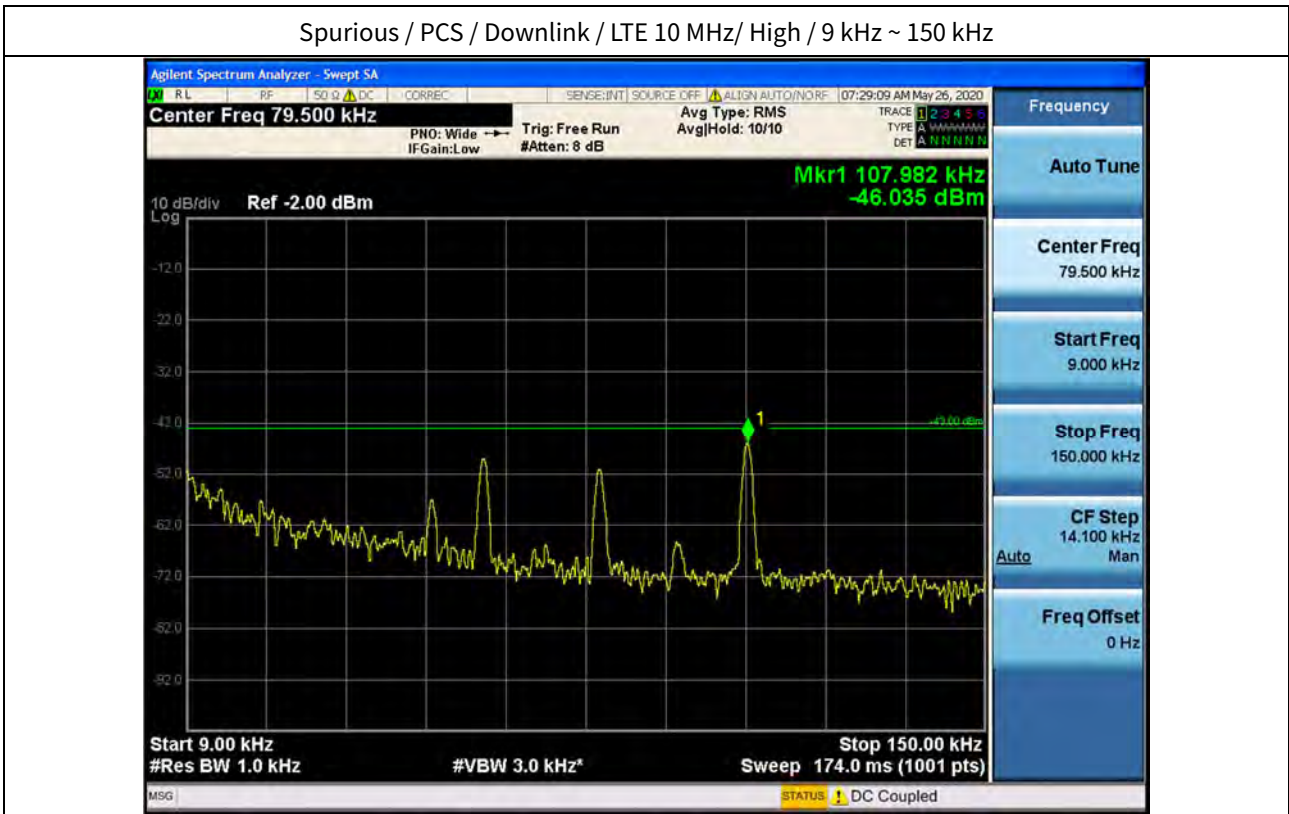 Spurious / PCS / Downlink / LTE 10 MHz/ High / 9 kHz ~ 150 kHz
Agilent Spectrum Analyzer - Swept SA
LXI RL RF 50 Ω DC CORREC SENSE:INT SOURCE OFF ALIGN AUTO/NO RF 07:29:09 AM May 26, 2020
Center Freq 79.500 kHz
PNO: Wide
IFGain:Low
Trig: Free Run
#Atten: 8 dB
Avg Type: RMS
Avg|Hold: 10/10
TRACE 1 2 3 4 5 6
TYPE A WWWWW
DET A N N N N N
Mkr1 107.982 kHz
-46.035 dBm
10 dB/div Ref -2.00 dBm
Log
-12.0
-22.0
-32.0
-42.0
-52.0
-62.0
-72.0
-82.0
-92.0
1
-43.00 dBm
Start 9.00 kHz
Stop 150.00 kHz
#Res BW 1.0 kHz
#VBW 3.0 kHz*
Sweep 174.0 ms (1001 pts)
MSG
STATUS ! DC Coupled
Frequency
Auto Tune
Center Freq
79.500 kHz
Start Freq
9.000 kHz
Stop Freq
150.000 kHz
CF Step
14.100 kHz
Auto Man
Freq Offset
0 Hz